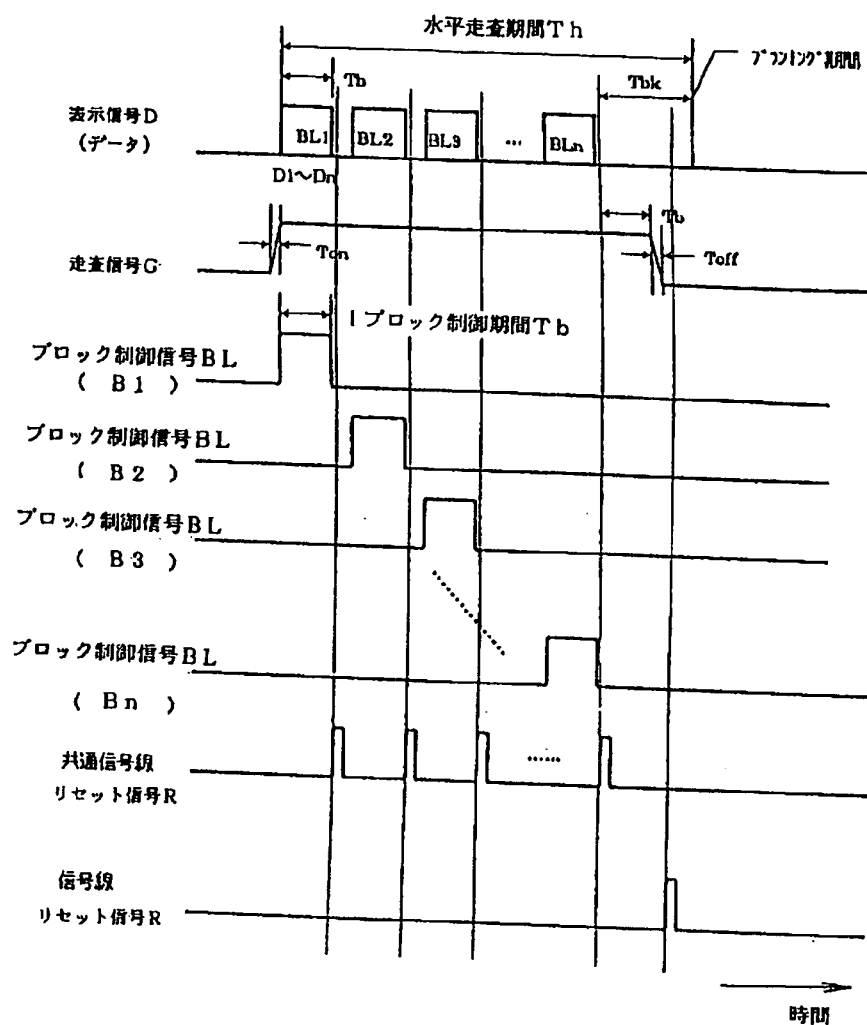 水平走査期間Th
ブランキング期間
Tb
Tbk
表示信号D
(データ)
BL1
BL2
BL3
...
BLn
D1~Dn
Tb
Ton
Toff
走査信号G
1ブロック制御期間Tb
ブロック制御信号BL
( B1 )
ブロック制御信号BL
( B2 )
ブロック制御信号BL
( B3 )
ブロック制御信号BL
( Bn )
共通信号線
リセット信号R
......
信号線
リセット信号R
時間